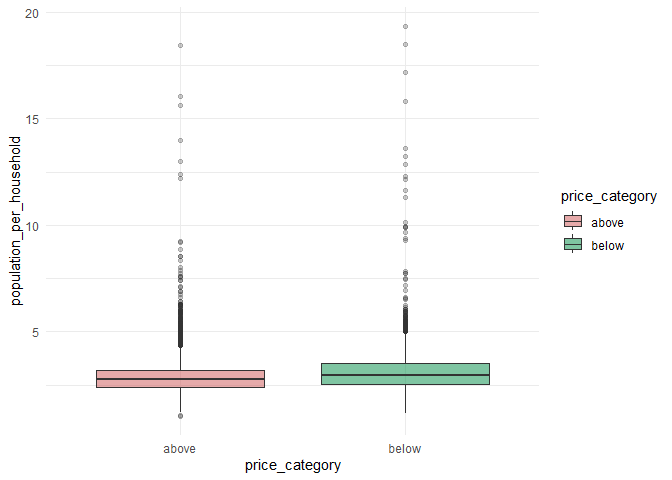 20
15
10
5
population_per_household
above
below
price_category
price_category
above
below